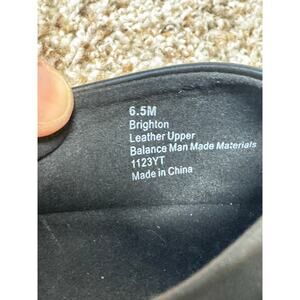 6.5M
Brighton
Leather Upper
Balance Man Made Materials
1123YT
Made in China